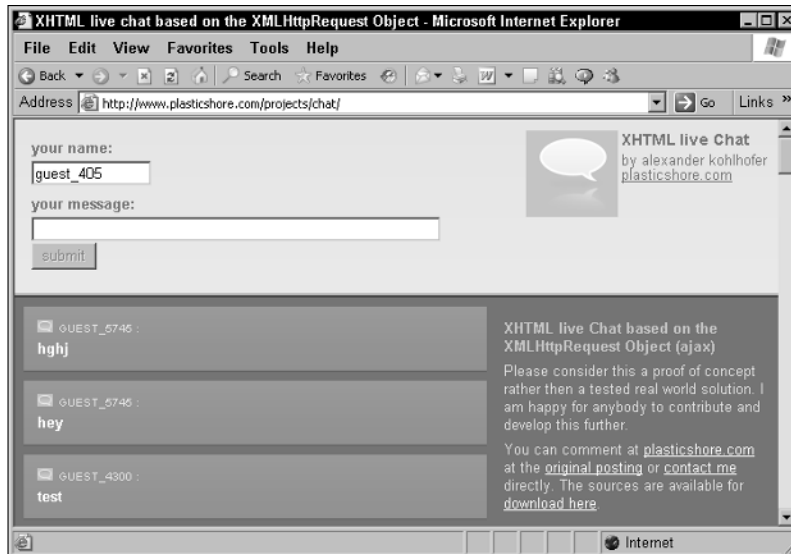 XHTML live chat based on the XMLHttpRequest Object - Microsoft Internet Explorer
File Edit View Favorites Tools Help
Back Search Favorites W
Address http://www.plasticshore.com/projects/chat/ Go Links »
your name:
guest_405
your message:
submit
XHTML live Chat
by alexander kohlhofer
plasticshore.com
GUEST_5745 :
hghj
GUEST_5745 :
hey
GUEST_4300 :
test
XHTML live Chat based on the
XMLHttpRequest Object (ajax)
Please consider this a proof of concept
rather then a tested real world solution. I
am happy for anybody to contribute and
develop this further.
You can comment at plasticshore.com
at the original posting or contact me
directly. The sources are available for
download here.
Internet